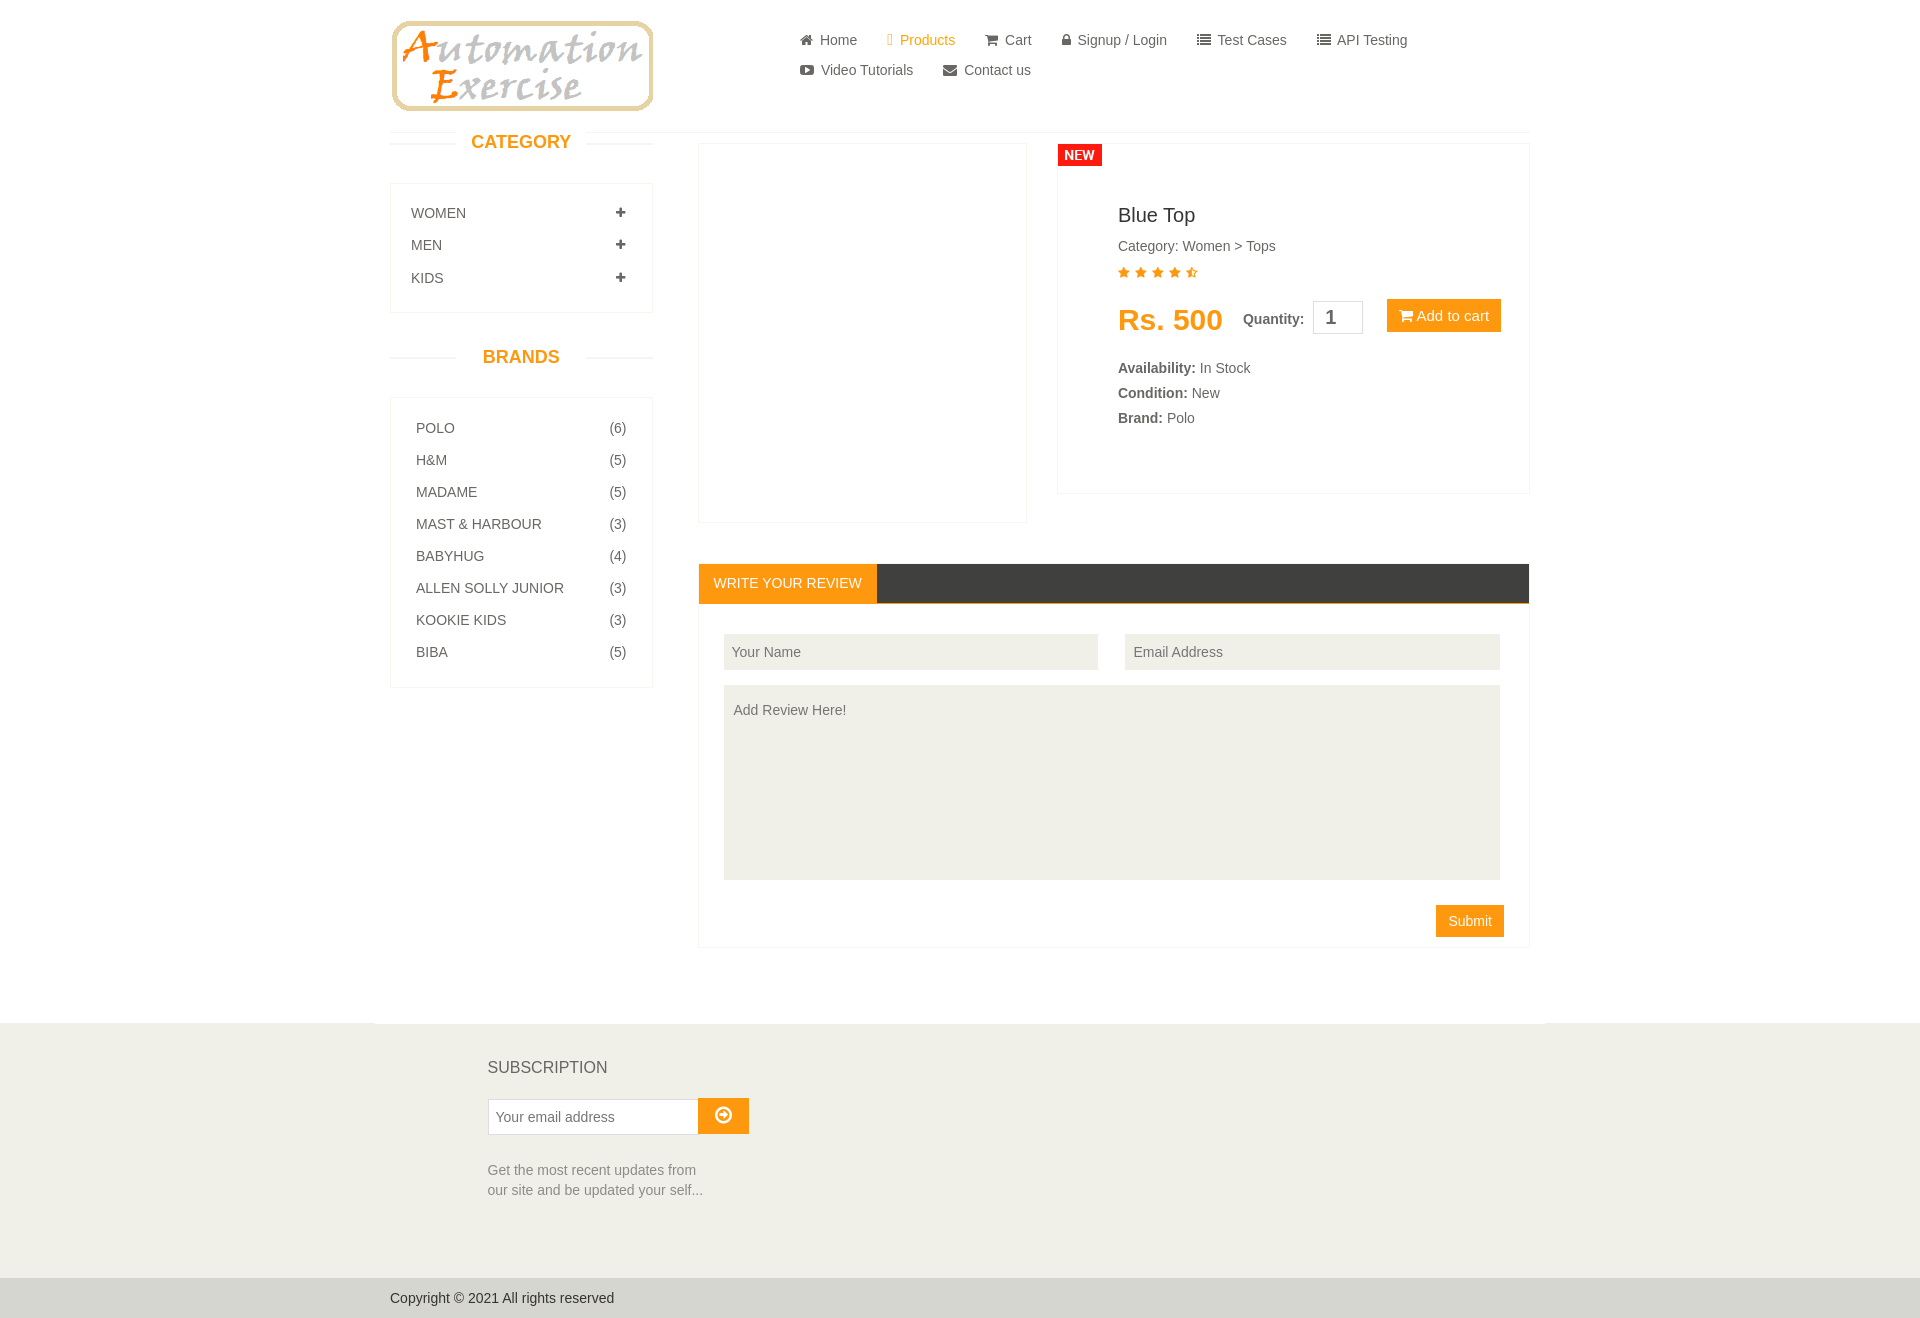 Automation
Exercise
Home
Products
Cart
Signup / Login
Test Cases
API Testing
Video Tutorials
Contact us
CATEGORY
WOMEN
MEN
KIDS
BRANDS
POLO (6)
H&M (5)
MADAME (5)
MAST & HARBOUR (3)
BABYHUG (4)
ALLEN SOLLY JUNIOR (3)
KOOKIE KIDS (3)
BIBA (5)
NEW
Blue Top
Category: Women > Tops
Rs. 500 Quantity: 1 Add to cart
Availability: In Stock
Condition: New
Brand: Polo
WRITE YOUR REVIEW
Your Name
Email Address
Add Review Here!
Submit
SUBSCRIPTION
Your email address
Get the most recent updates from
our site and be updated your self...
Copyright © 2021 All rights reserved